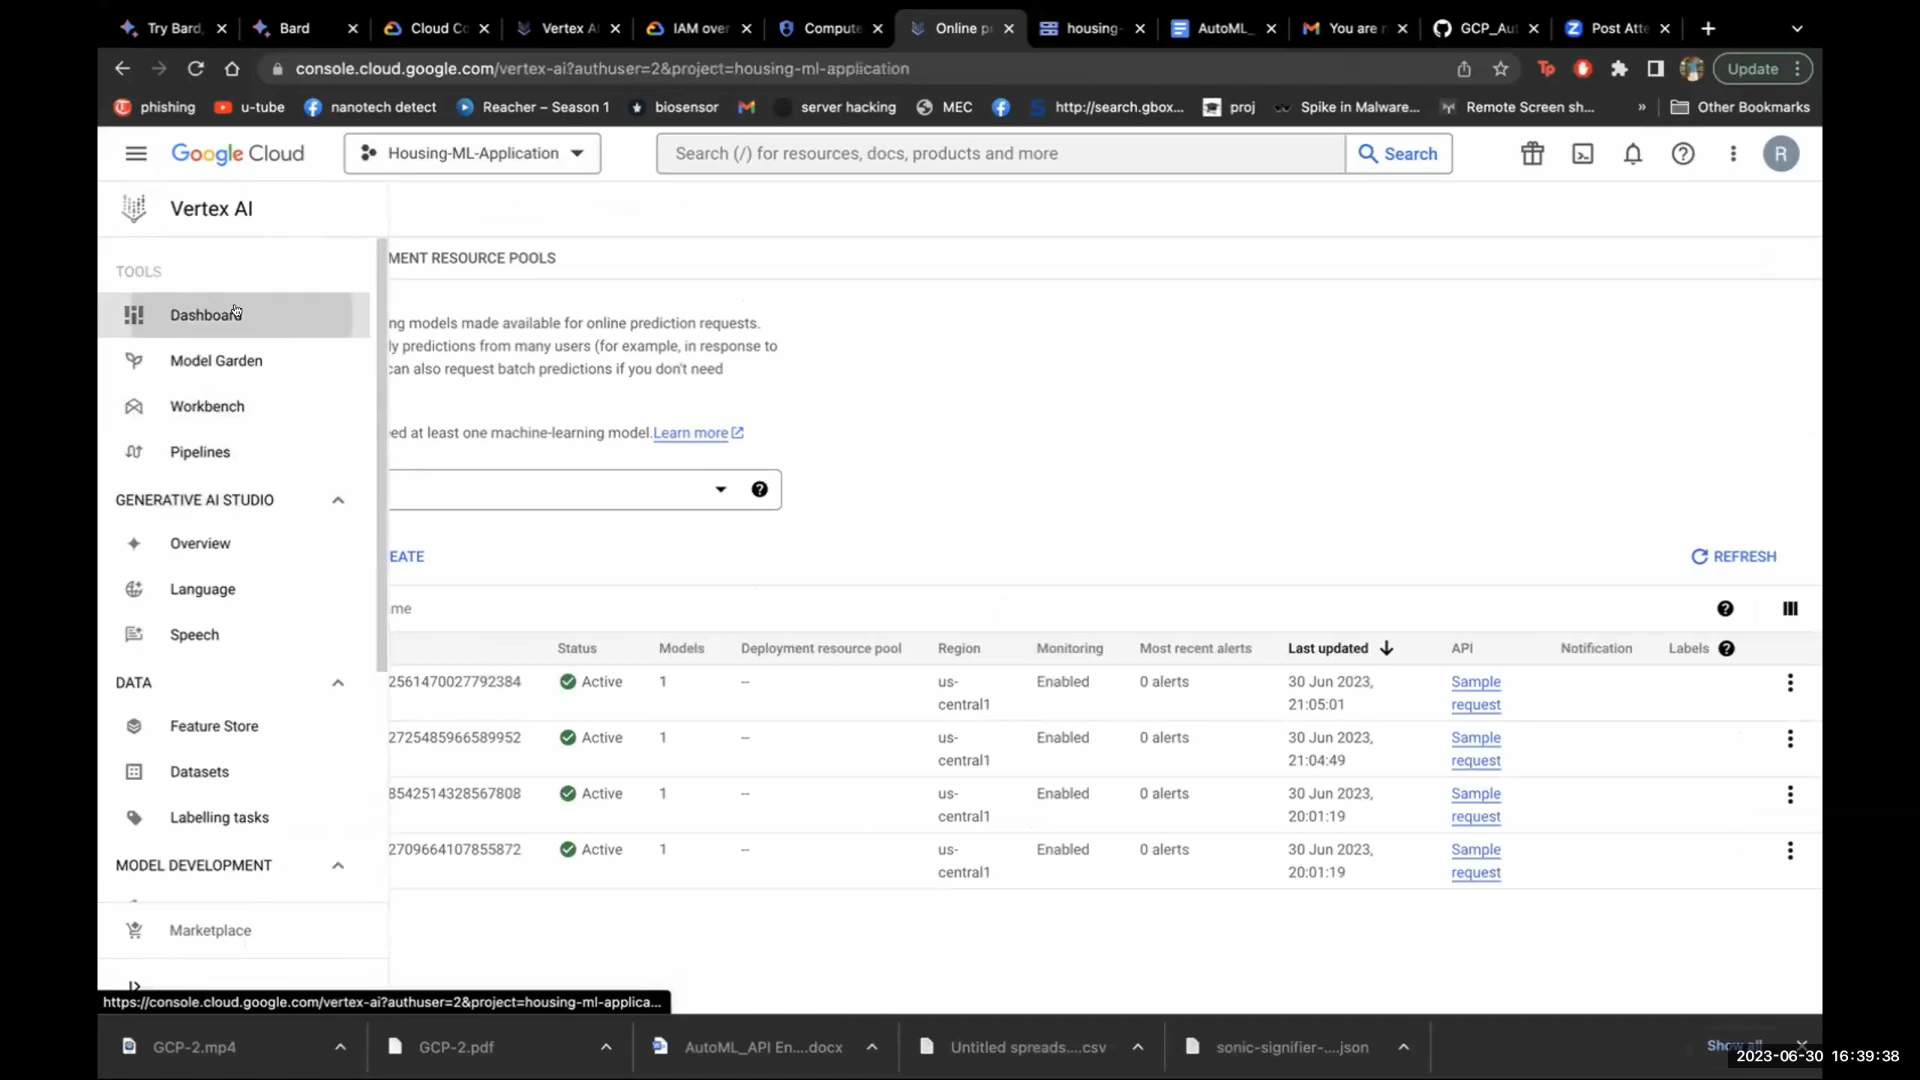 Try Bard,
Bard
Cloud Co
Vertex AI
IAM over
Compute
Online p
housing-
AutoML_
You are
GCP_Aut
Post Atte
console.cloud.google.com/vertex-ai?authuser=2&project=housing-ml-application
Update
phishing
u-tube
nanotech detect
Reacher – Season 1
biosensor
server hacking
MEC
http://search.gbox...
proj
Spike in Malware...
Remote Screen sh...
»
Other Bookmarks
Google Cloud
Housing-ML-Application
Search (/) for resources, docs, products and more
Search
R
Vertex AI
TOOLS
Dashboard
Model Garden
Workbench
Pipelines
GENERATIVE AI STUDIO
Overview
Language
Speech
DATA
Feature Store
Datasets
Labelling tasks
MODEL DEVELOPMENT
Marketplace
MENT RESOURCE POOLS
ng models made available for online prediction requests.
ly predictions from many users (for example, in response to
can also request batch predictions if you don't need
ed at least one machine-learning model. Learn more
EATE
REFRESH
me
Status Models Deployment resource pool Region Monitoring Most recent alerts Last updated API Notification Labels
2561470027792384 Active 1 – us-central1 Enabled 0 alerts 30 Jun 2023, 21:05:01 Sample request
2725485966589952 Active 1 – us-central1 Enabled 0 alerts 30 Jun 2023, 21:04:49 Sample request
8542514328567808 Active 1 – us-central1 Enabled 0 alerts 30 Jun 2023, 20:01:19 Sample request
2709664107855872 Active 1 – us-central1 Enabled 0 alerts 30 Jun 2023, 20:01:19 Sample request
https://console.cloud.google.com/vertex-ai?authuser=2&project=housing-ml-applica...
GCP-2.mp4
GCP-2.pdf
AutoML_API En....docx
Untitled spreads....csv
sonic-signifier-....json
Show all
2023-06-30 16:39:38